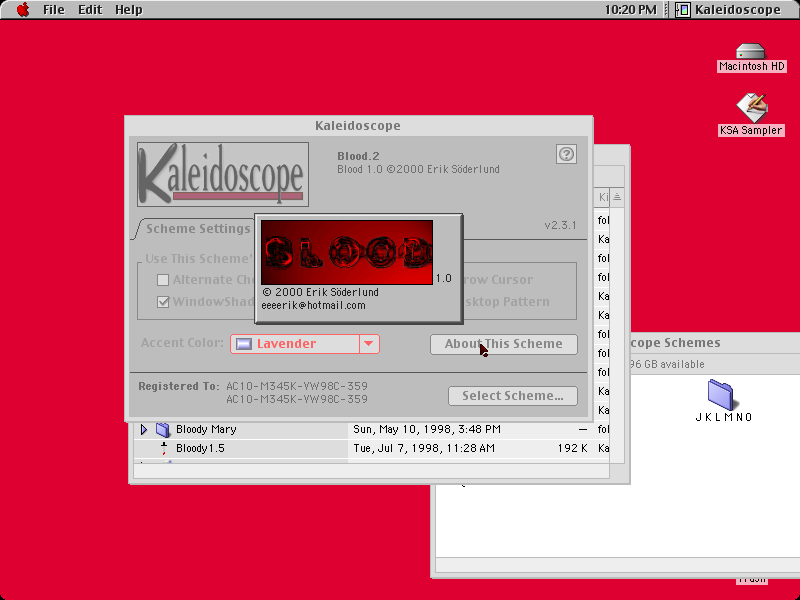 File Edit Help 10:20 PM Kaleidoscope
Macintosh HD
KSA Sampler
Kaleidoscope
Kaleidoscope
Blood.2
Blood 1.0 ©2000 Erik Söderlund
?
v2.3.1
Scheme Settings
Use This Scheme'
Alternate Ch
row Cursor
WindowShad
sktop Pattern
BLOOD 1.0
© 2000 Erik Söderlund
eeeerik@hotmail.com
Accent Color: Lavender
About This Scheme
Registered To: AC10-M345K-YW98C-359
AC10-M345K-YW98C-359
Select Scheme...
Ki
fol
Ka
fol
Ka
Ka
Ka
Ka
fol
Ka
Ka
Ka
Bloody Mary Sun, May 10, 1998, 3:48 PM — fol
Bloody1.5 Tue, Jul 7, 1998, 11:28 AM 192 K Ka
cope Schemes
96 GB available
J K L M N O
Trash